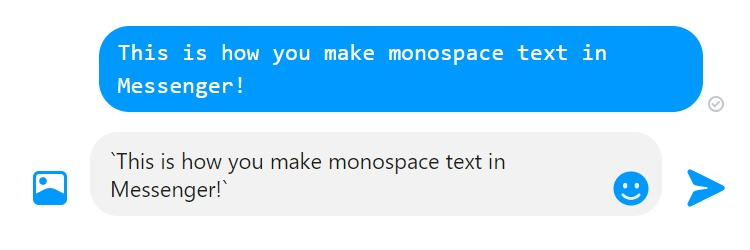 This is how you make monospace text in
Messenger!
`This is how you make monospace text in
Messenger!`